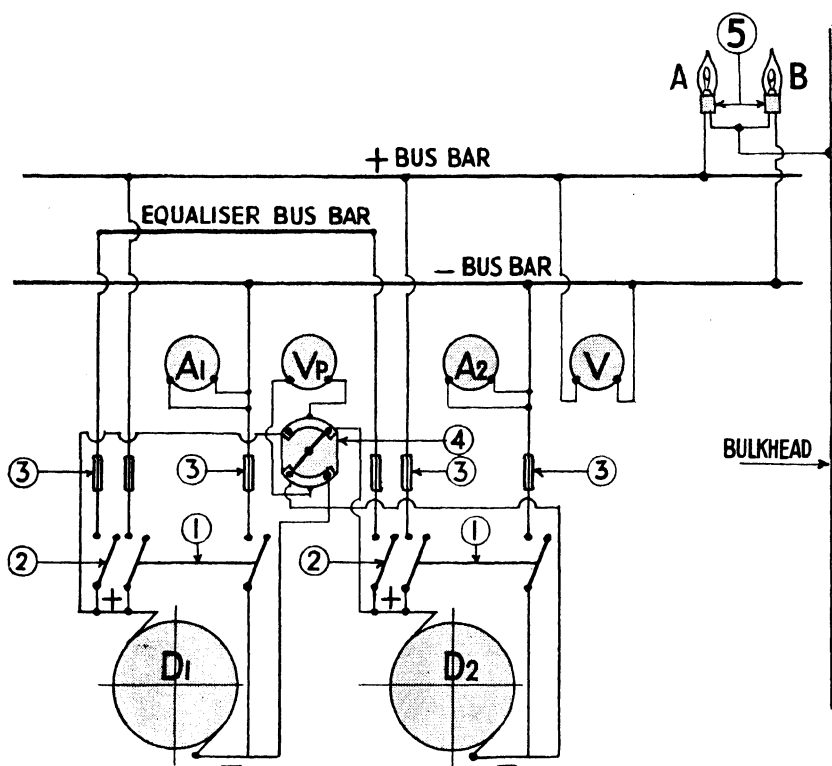 5
A B
+ BUS BAR
EQUALISER BUS BAR
− BUS BAR
A1 VP A2 V
4
BULKHEAD
3 3 3 3
1 1
2 2
+ +
D1 D2
− −